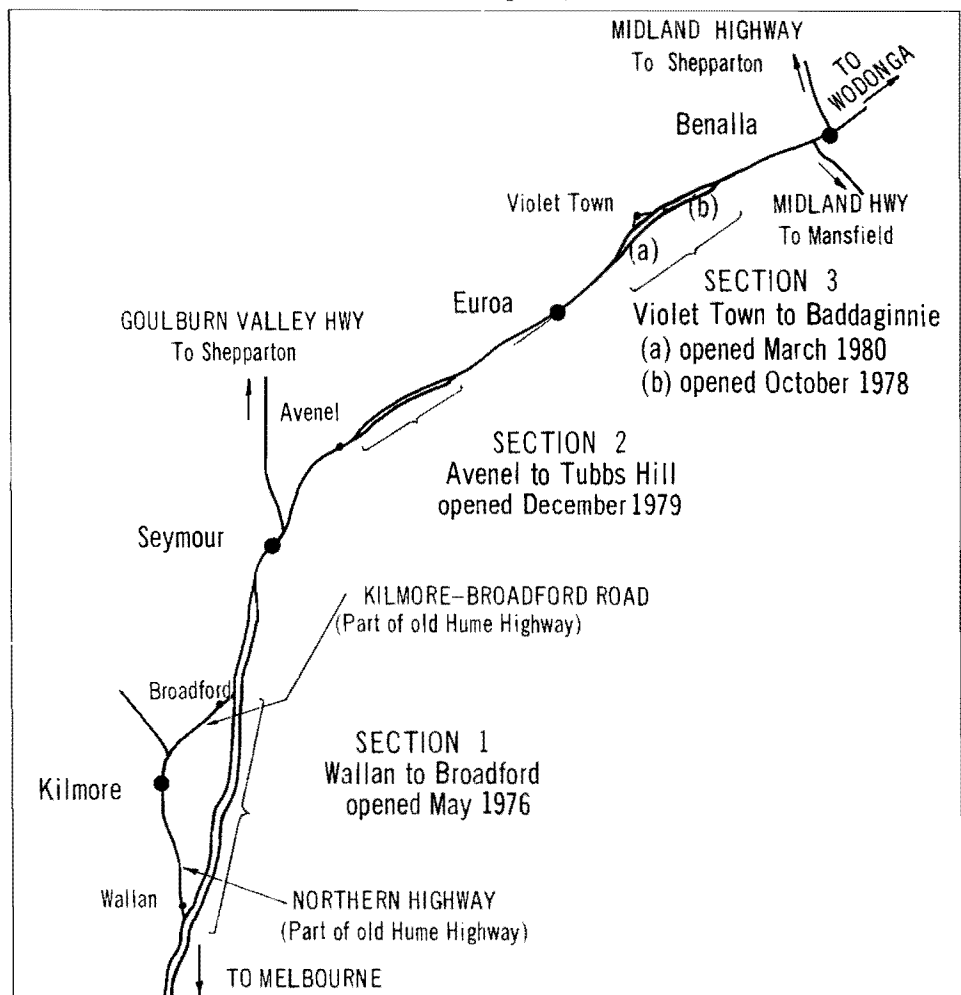 MIDLAND HIGHWAY
To Shepparton
TO
WODONGA
Benalla
Violet Town
(b)
MIDLAND HWY
To Mansfield
(a)
SECTION 3
Violet Town to Baddaginnie
(a) opened March 1980
(b) opened October 1978
Euroa
GOULBURN VALLEY HWY
To Shepparton
Avenel
SECTION 2
Avenel to Tubbs Hill
opened December 1979
Seymour
KILMORE–BROADFORD ROAD
(Part of old Hume Highway)
Broadford
SECTION 1
Wallan to Broadford
opened May 1976
Kilmore
Wallan
NORTHERN HIGHWAY
(Part of old Hume Highway)
TO MELBOURNE